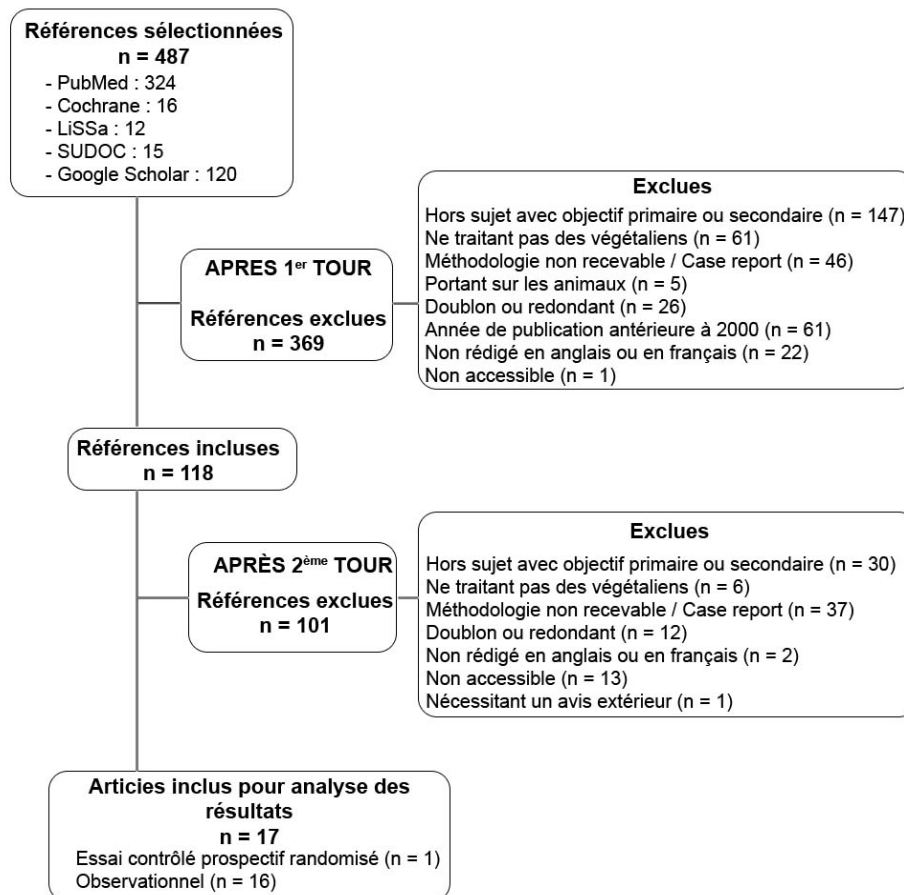 Références sélectionnées
n = 487
- PubMed : 324
- Cochrane : 16
- LiSSa : 12
- SUDOC : 15
- Google Scholar : 120
APRES 1er TOUR
Références exclues
n = 369
Exclues
Hors sujet avec objectif primaire ou secondaire (n = 147)
Ne traitant pas des végétaliens (n = 61)
Méthodologie non recevable / Case report (n = 46)
Portant sur les animaux (n = 5)
Doublon ou redondant (n = 26)
Année de publication antérieure à 2000 (n = 61)
Non rédigé en anglais ou en français (n = 22)
Non accessible (n = 1)
Références incluses
n = 118
APRÈS 2ème TOUR
Références exclues
n = 101
Exclues
Hors sujet avec objectif primaire ou secondaire (n = 30)
Ne traitant pas des végétaliens (n = 6)
Méthodologie non recevable / Case report (n = 37)
Doublon ou redondant (n = 12)
Non rédigé en anglais ou en français (n = 2)
Non accessible (n = 13)
Nécessitant un avis extérieur (n = 1)
Articies inclus pour analyse des
résultats
n = 17
Essai contrôlé prospectif randomisé (n = 1)
Observationnel (n = 16)